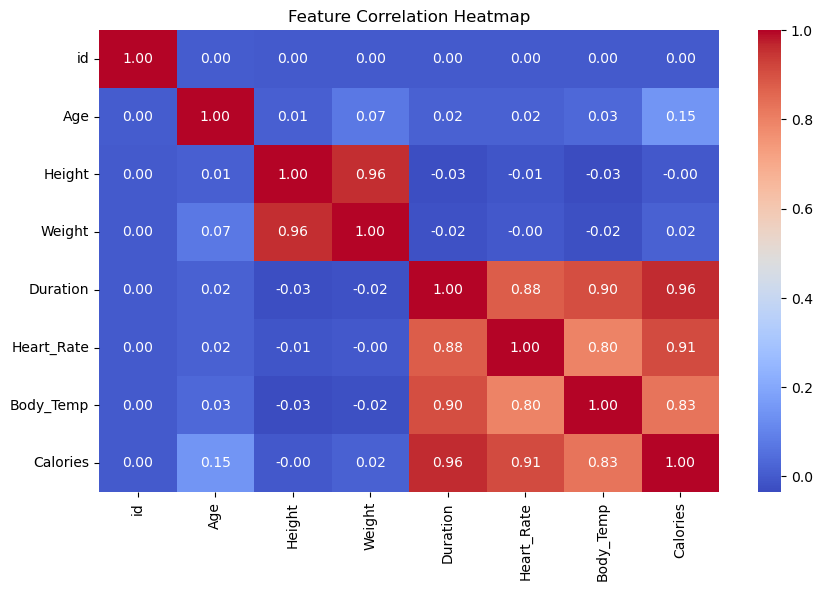 Feature Correlation Heatmap
id 1.00 0.00 0.00 0.00 0.00 0.00 0.00 0.00
Age 0.00 1.00 0.01 0.07 0.02 0.02 0.03 0.15
Height 0.00 0.01 1.00 0.96 -0.03 -0.01 -0.03 -0.00
Weight 0.00 0.07 0.96 1.00 -0.02 -0.00 -0.02 0.02
Duration 0.00 0.02 -0.03 -0.02 1.00 0.88 0.90 0.96
Heart_Rate 0.00 0.02 -0.01 -0.00 0.88 1.00 0.80 0.91
Body_Temp 0.00 0.03 -0.03 -0.02 0.90 0.80 1.00 0.83
Calories 0.00 0.15 -0.00 0.02 0.96 0.91 0.83 1.00
id Age Height Weight Duration Heart_Rate Body_Temp Calories
1.0
0.8
0.6
0.4
0.2
0.0